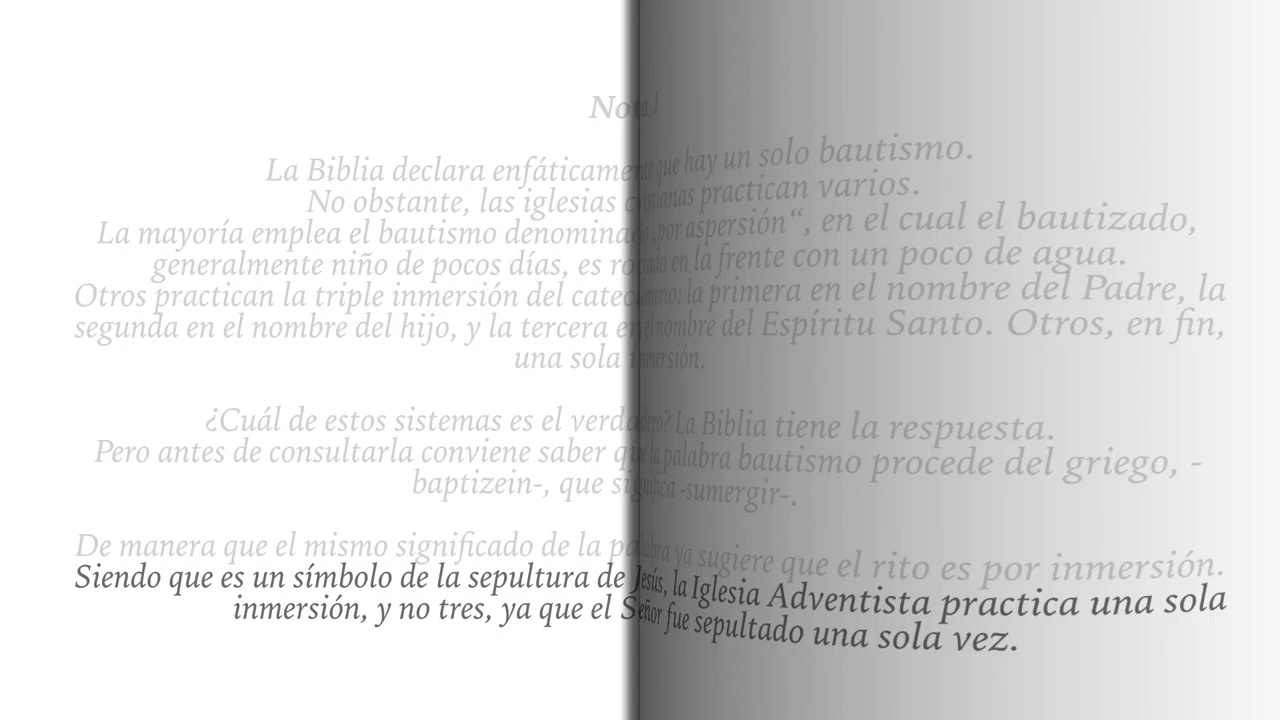 Nota 1
La Biblia declara enfáticamente que hay un solo bautismo.
No obstante, las iglesias cristianas practican varios.
La mayoría emplea el bautismo denominado „por aspersión“, en el cual el bautizado,
generalmente niño de pocos días, es rociado en la frente con un poco de agua.
Otros practican la triple inmersión del catecúmeno: la primera en el nombre del Padre, la
segunda en el nombre del hijo, y la tercera en el nombre del Espíritu Santo. Otros, en fin,
una sola inmersión.
¿Cuál de estos sistemas es el verdadero? La Biblia tiene la respuesta.
Pero antes de consultarla conviene saber que la palabra bautismo procede del griego, -
baptizein-, que significa -sumergir-.
De manera que el mismo significado de la palabra ya sugiere que el rito es por inmersión.
Siendo que es un símbolo de la sepultura de Jesús, la Iglesia Adventista practica una sola
inmersión, y no tres, ya que el Señor fue sepultado una sola vez.